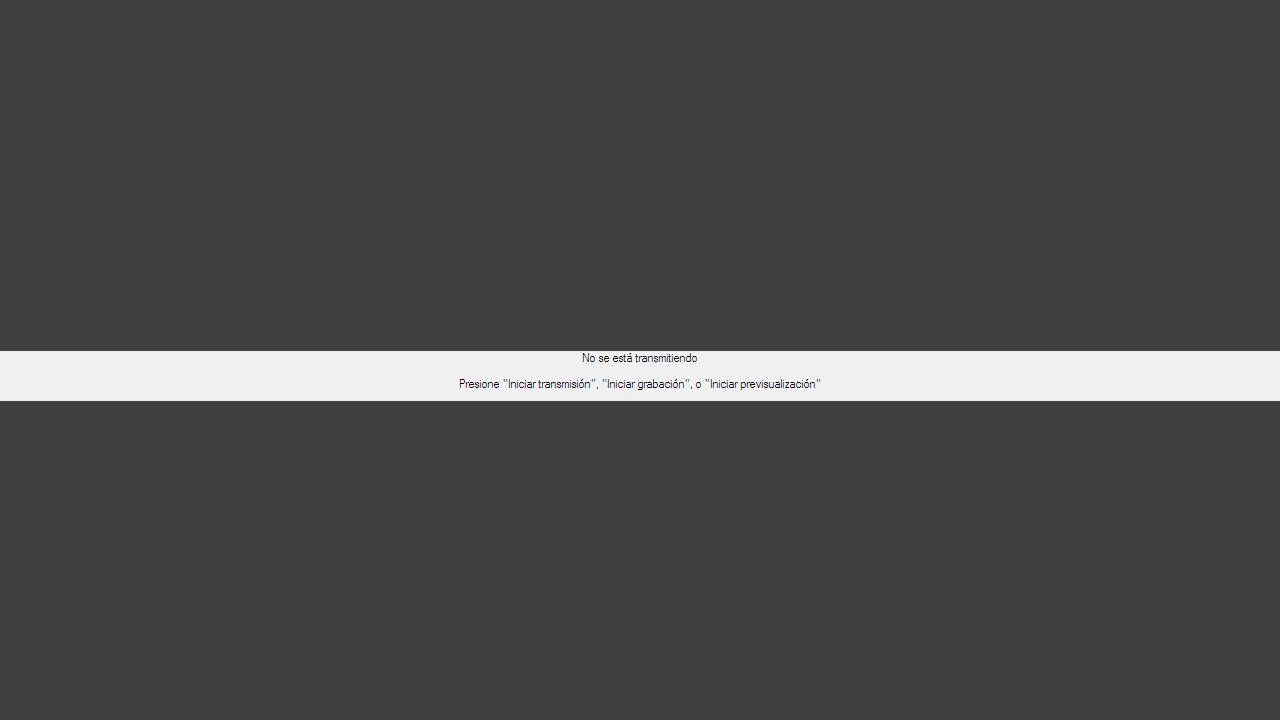 No se está transmitiendo
Presione "Iniciar transmisión", "Iniciar grabación", o "Iniciar previsualización"